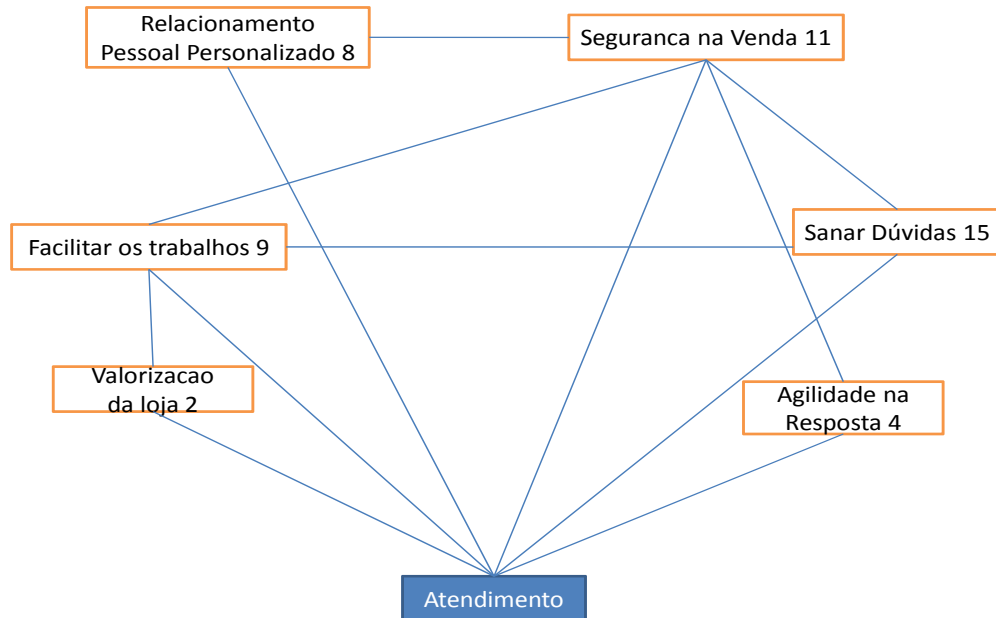 Relacionamento
Pessoal Personalizado 8
Seguranca na Venda 11
Facilitar os trabalhos 9
Sanar Dúvidas 15
Valorizacao
da loja 2
Agilidade na
Resposta 4
Atendimento